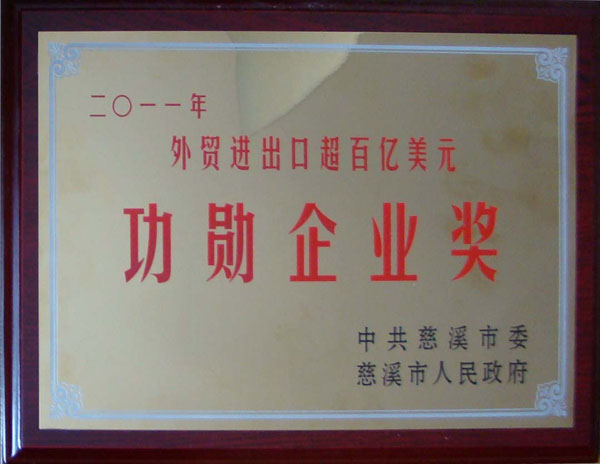 二〇一一年
外贸进出口超百亿美元
功勋企业奖
中共慈溪市委
慈溪市人民政府